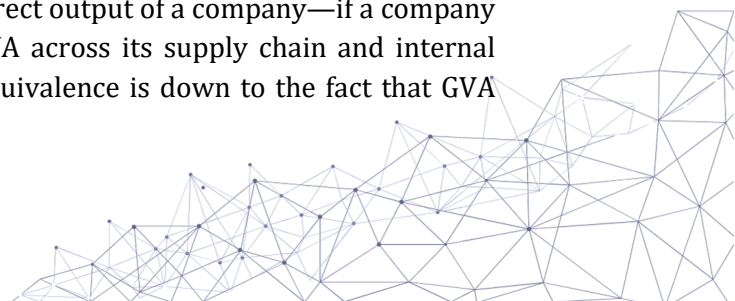 rect output of a company—if a company
A across its supply chain and internal
uivalence is down to the fact that GVA